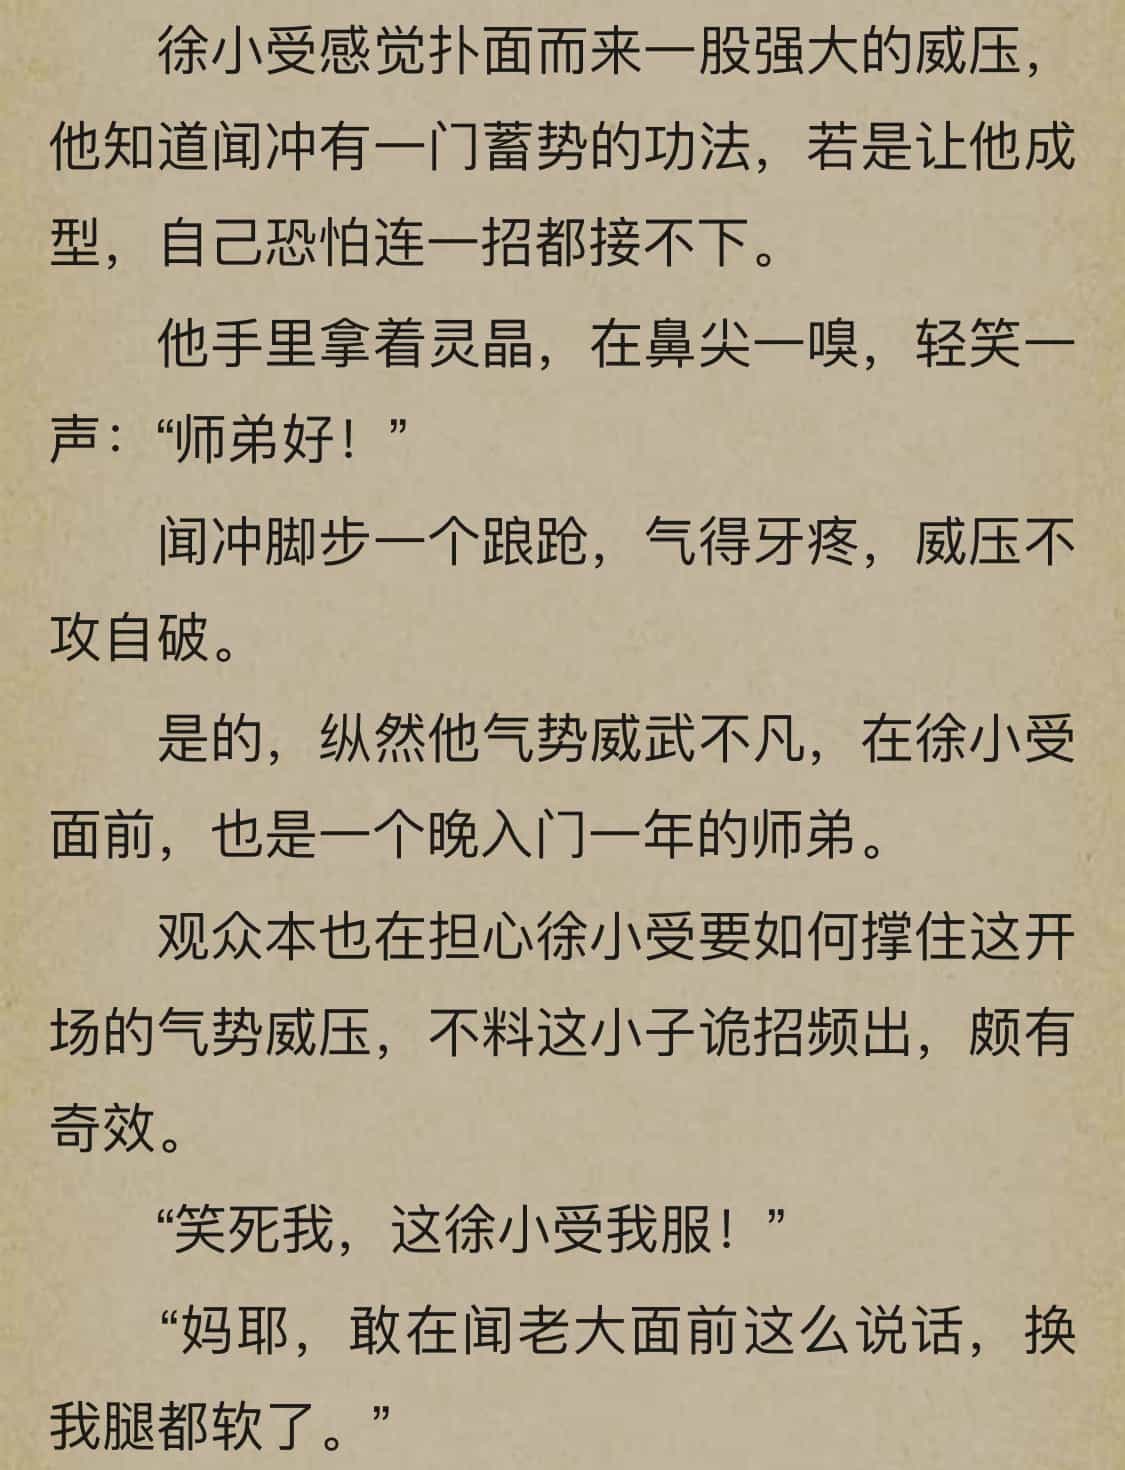 徐小受感觉扑面而来一股强大的威压，
他知道闻冲有一门蓄势的功法，若是让他成
型，自己恐怕连一招都接不下。
他手里拿着灵晶，在鼻尖一嗅，轻笑一
声：“师弟好！”
闻冲脚步一个踉跄，气得牙疼，威压不
攻自破。
是的，纵然他气势威武不凡，在徐小受
面前，也是一个晚入门一年的师弟。
观众本也在担心徐小受要如何撑住这开
场的气势威压，不料这小子诡招频出，颇有
奇效。
“笑死我，这徐小受我服！”
“妈耶，敢在闻老大面前这么说话，换
我腿都软了。”